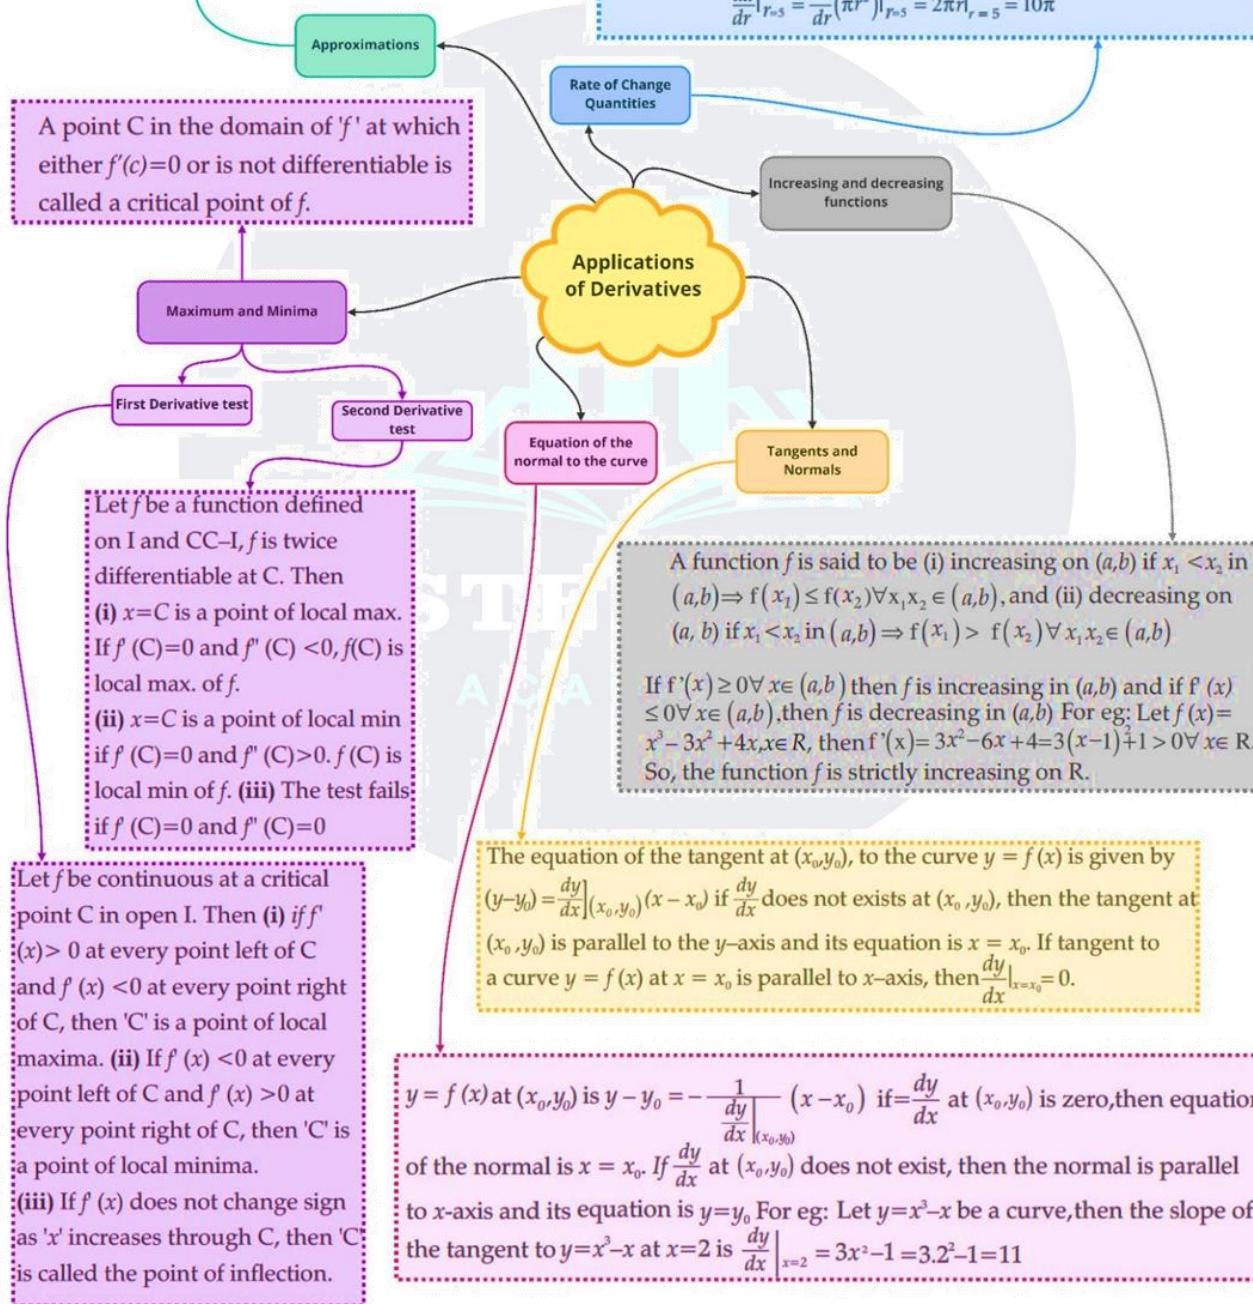 dr|r=5 = dr(πr²)|r=5 = 2πr|r = 5 = 10π
Approximations
Rate of Change
Quantities
A point C in the domain of 'f' at which
either f'(c)=0 or is not differentiable is
called a critical point of f.
Increasing and decreasing
functions
Applications
of Derivatives
Maximum and Minima
First Derivative test
Second Derivative
test
Equation of the
normal to the curve
Tangents and
Normals
Let f be a function defined
on I and CC–I, f is twice
differentiable at C. Then
(i) x=C is a point of local max.
If f' (C)=0 and f" (C) <0, f(C) is
local max. of f.
(ii) x=C is a point of local min
if f' (C)=0 and f" (C)>0. f (C) is
local min of f. (iii) The test fails
if f' (C)=0 and f" (C)=0
A function f is said to be (i) increasing on (a,b) if x₁ <x₂ in
(a,b)⇒ f(x₁) ≤ f(x₂)∀x₁x₂ ∈ (a,b), and (ii) decreasing on
(a, b) if x₁<x₂ in (a,b) ⇒ f(x₁) > f(x₂)∀ x₁x₂∈ (a,b)
If f'(x) ≥ 0∀ x∈ (a,b) then f is increasing in (a,b) and if f' (x)
≤ 0∀ x∈ (a,b), then f is decreasing in (a,b) For eg: Let f (x)=
x³– 3x² +4x,x∈ R, then f '(x)= 3x²–6x +4=3(x–1)²+1 > 0∀ x∈ R.
So, the function f is strictly increasing on R.
The equation of the tangent at (x₀,y₀), to the curve y = f (x) is given by
(y–y₀) = dy/dx](x₀,y₀) (x – x₀) if dy/dx does not exists at (x₀ ,y₀), then the tangent at
(x₀ ,y₀) is parallel to the y–axis and its equation is x = x₀. If tangent to
a curve y = f (x) at x = x₀ is parallel to x–axis, then dy/dx|x=x₀ = 0.
Let f be continuous at a critical
point C in open I. Then (i) if f'
(x)> 0 at every point left of C
and f' (x) <0 at every point right
of C, then 'C' is a point of local
maxima. (ii) If f' (x) <0 at every
point left of C and f' (x) >0 at
every point right of C, then 'C' is
a point of local minima.
(iii) If f' (x) does not change sign
as 'x' increases through C, then 'C'
is called the point of inflection.
y = f (x) at (x₀,y₀) is y – y₀ = – 1/(dy/dx|(x₀,y₀)) (x –x₀) if= dy/dx at (x₀,y₀) is zero,then equation
of the normal is x = x₀. If dy/dx at (x₀,y₀) does not exist, then the normal is parallel
to x-axis and its equation is y=y₀ For eg: Let y=x³–x be a curve,then the slope of
the tangent to y=x³–x at x=2 is dy/dx|x=2 = 3x²–1 =3.2²–1=11